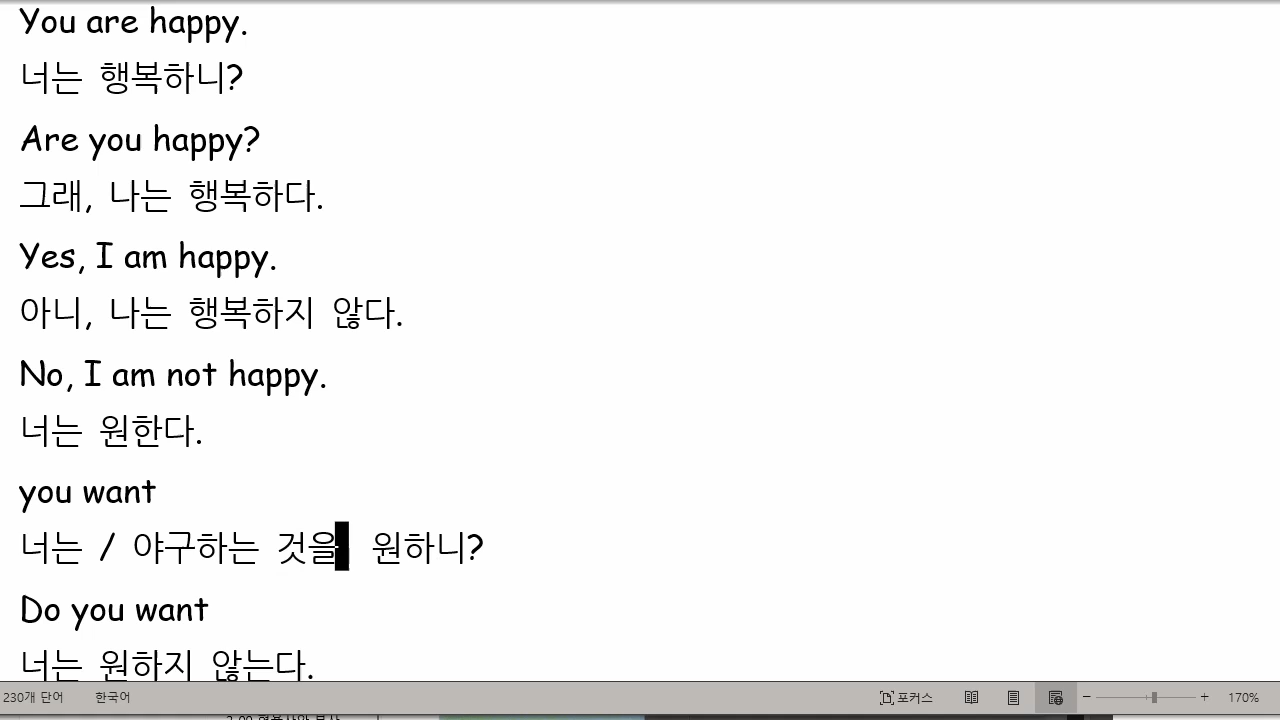 You are happy.
너는 행복하니?
Are you happy?
그래, 나는 행복하다.
Yes, I am happy.
아니, 나는 행복하지 않다.
No, I am not happy.
너는 원한다.
you want
너는 / 야구하는 것을 원하니?
Do you want
너는 원하지 않는다.
230개 단어 한국어 포커스 170%